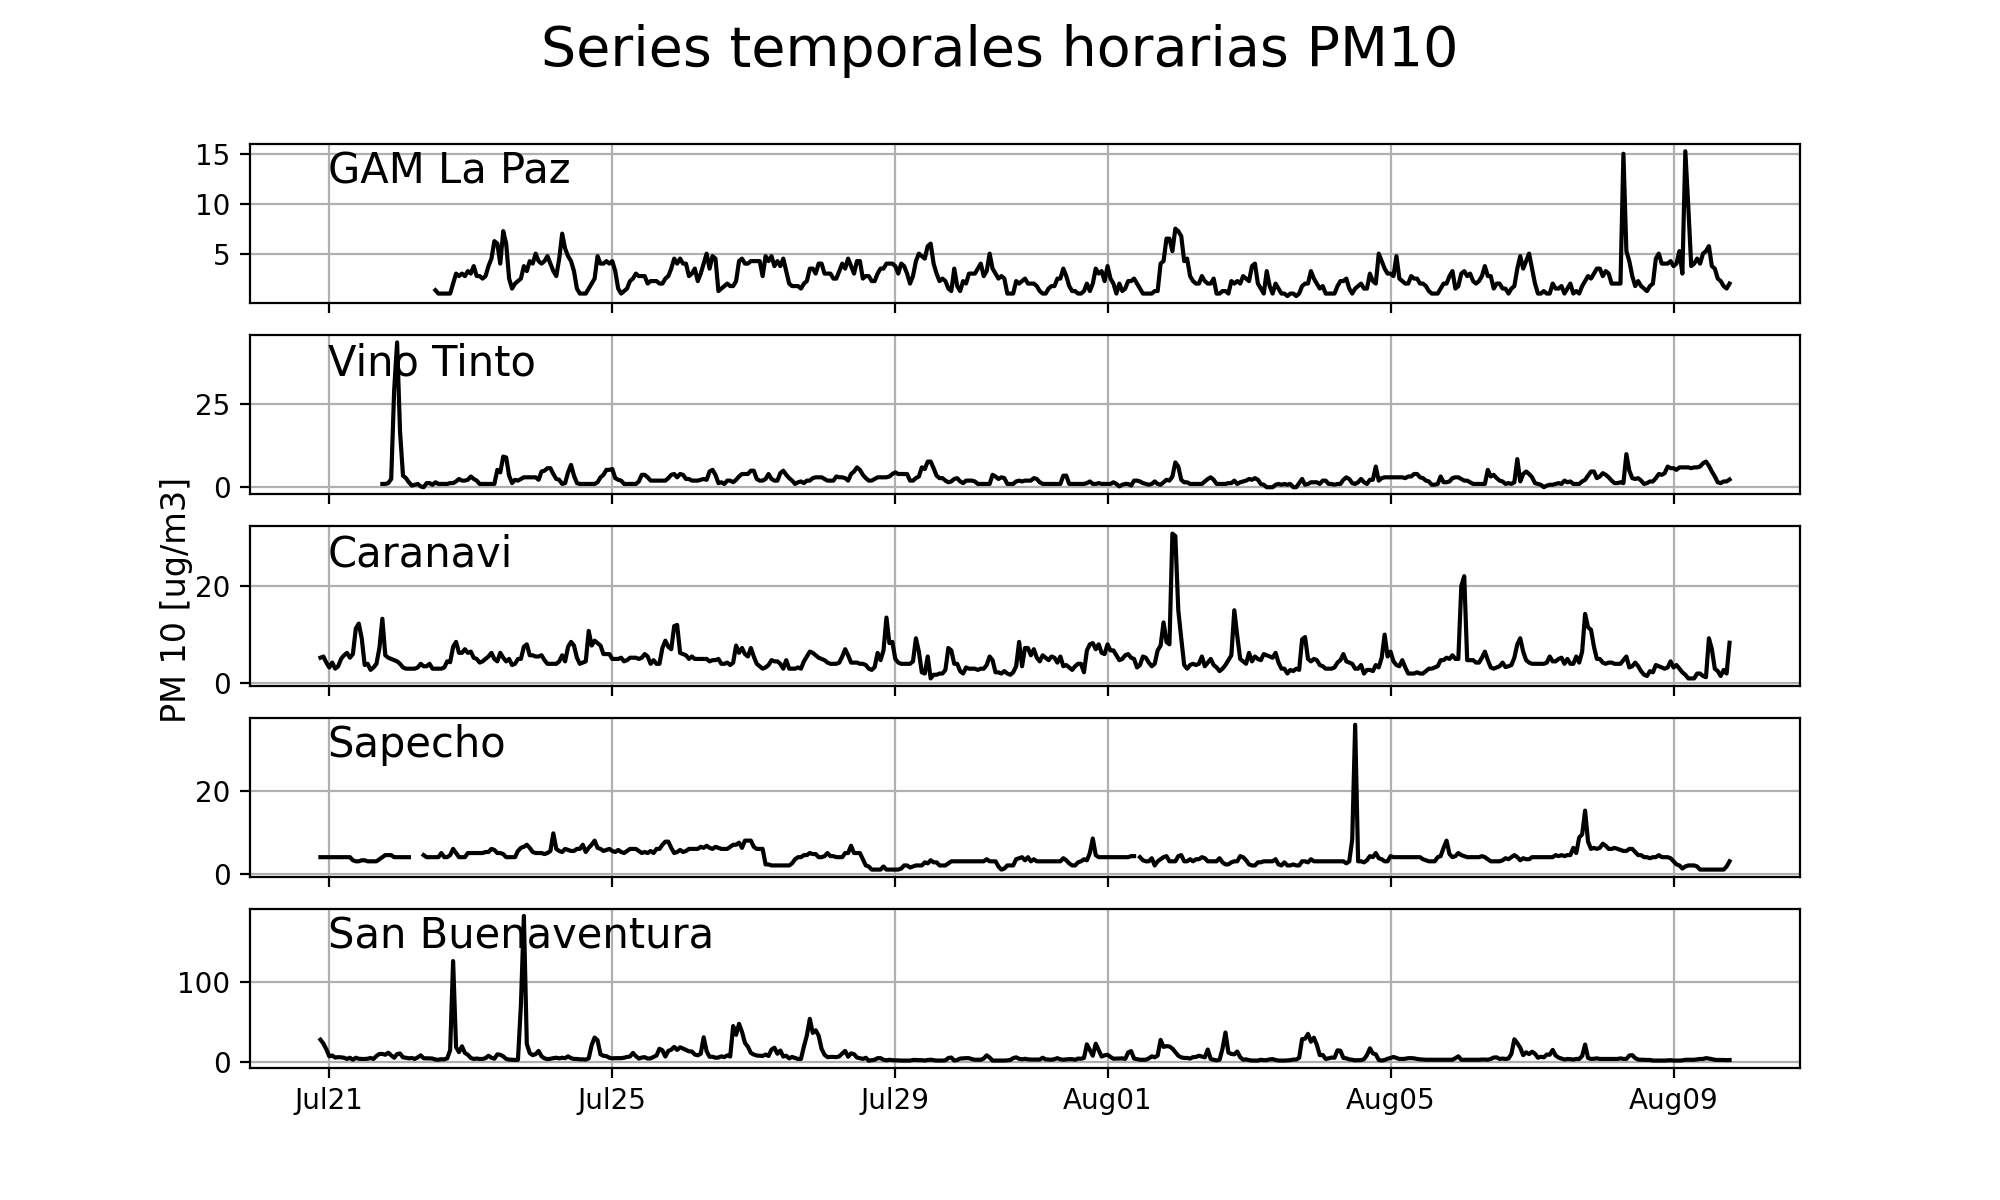 Series temporales horarias PM10
GAM La Paz
15
10
5
Vino Tinto
25
0
PM 10 [ug/m3]
Caranavi
20
0
Sapecho
20
0
San Buenaventura
100
0
Jul21 Jul25 Jul29 Aug01 Aug05 Aug09